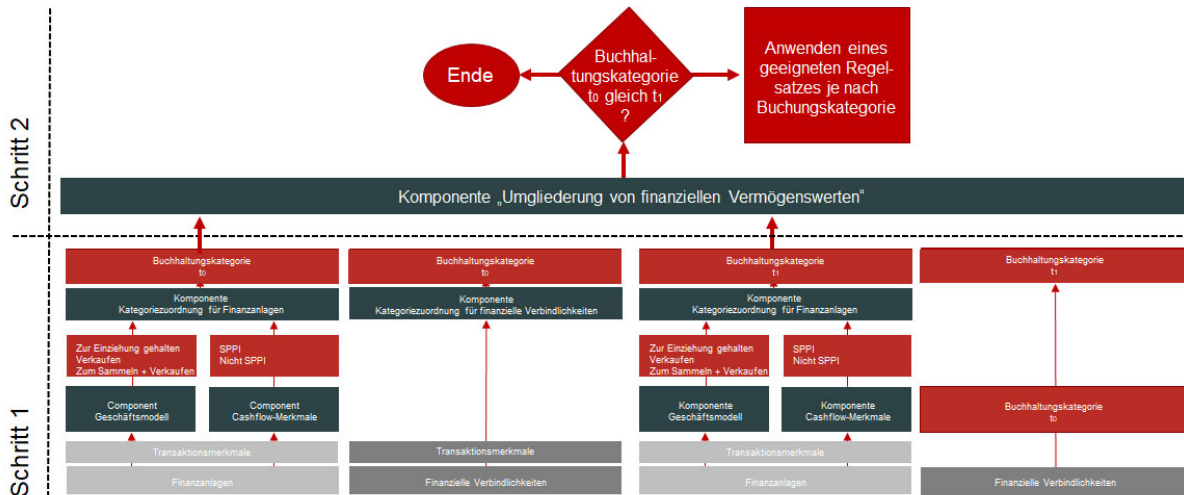 Schritt 2
Ende
Buchhal-
tungskategorie
t0 gleich t1
?
Anwenden eines
geeigneten Regel-
satzes je nach
Buchungskategorie
Komponente „Umgliederung von finanziellen Vermögenswerten“
Schritt 1
Buchhaltungskategorie
t0
Komponente
Kategoriezuordnung für Finanzanlagen
Zur Einziehung gehalten
Verkaufen
Zum Sammeln + Verkaufen
SPPI
Nicht SPPI
Component
Geschäftsmodell
Component
Cashflow-Merkmale
Transaktionsmerkmale
Finanzanlagen
Buchhaltungskategorie
t0
Komponente
Kategoriezuordnung für finanzielle Verbindlichkeiten
Transaktionsmerkmale
Finanzielle Verbindlichkeiten
Buchhaltungskategorie
t1
Komponente
Kategoriezuordnung für Finanzanlagen
Zur Einziehung gehalten
Verkaufen
Zum Sammeln + Verkaufen
SPPI
Nicht SPPI
Komponente
Geschäftsmodell
Komponente
Cashflow-Merkmale
Transaktionsmerkmale
Finanzanlagen
Buchhaltungskategorie
t1
Buchhaltungskategorie
t0
Finanzielle Verbindlichkeiten